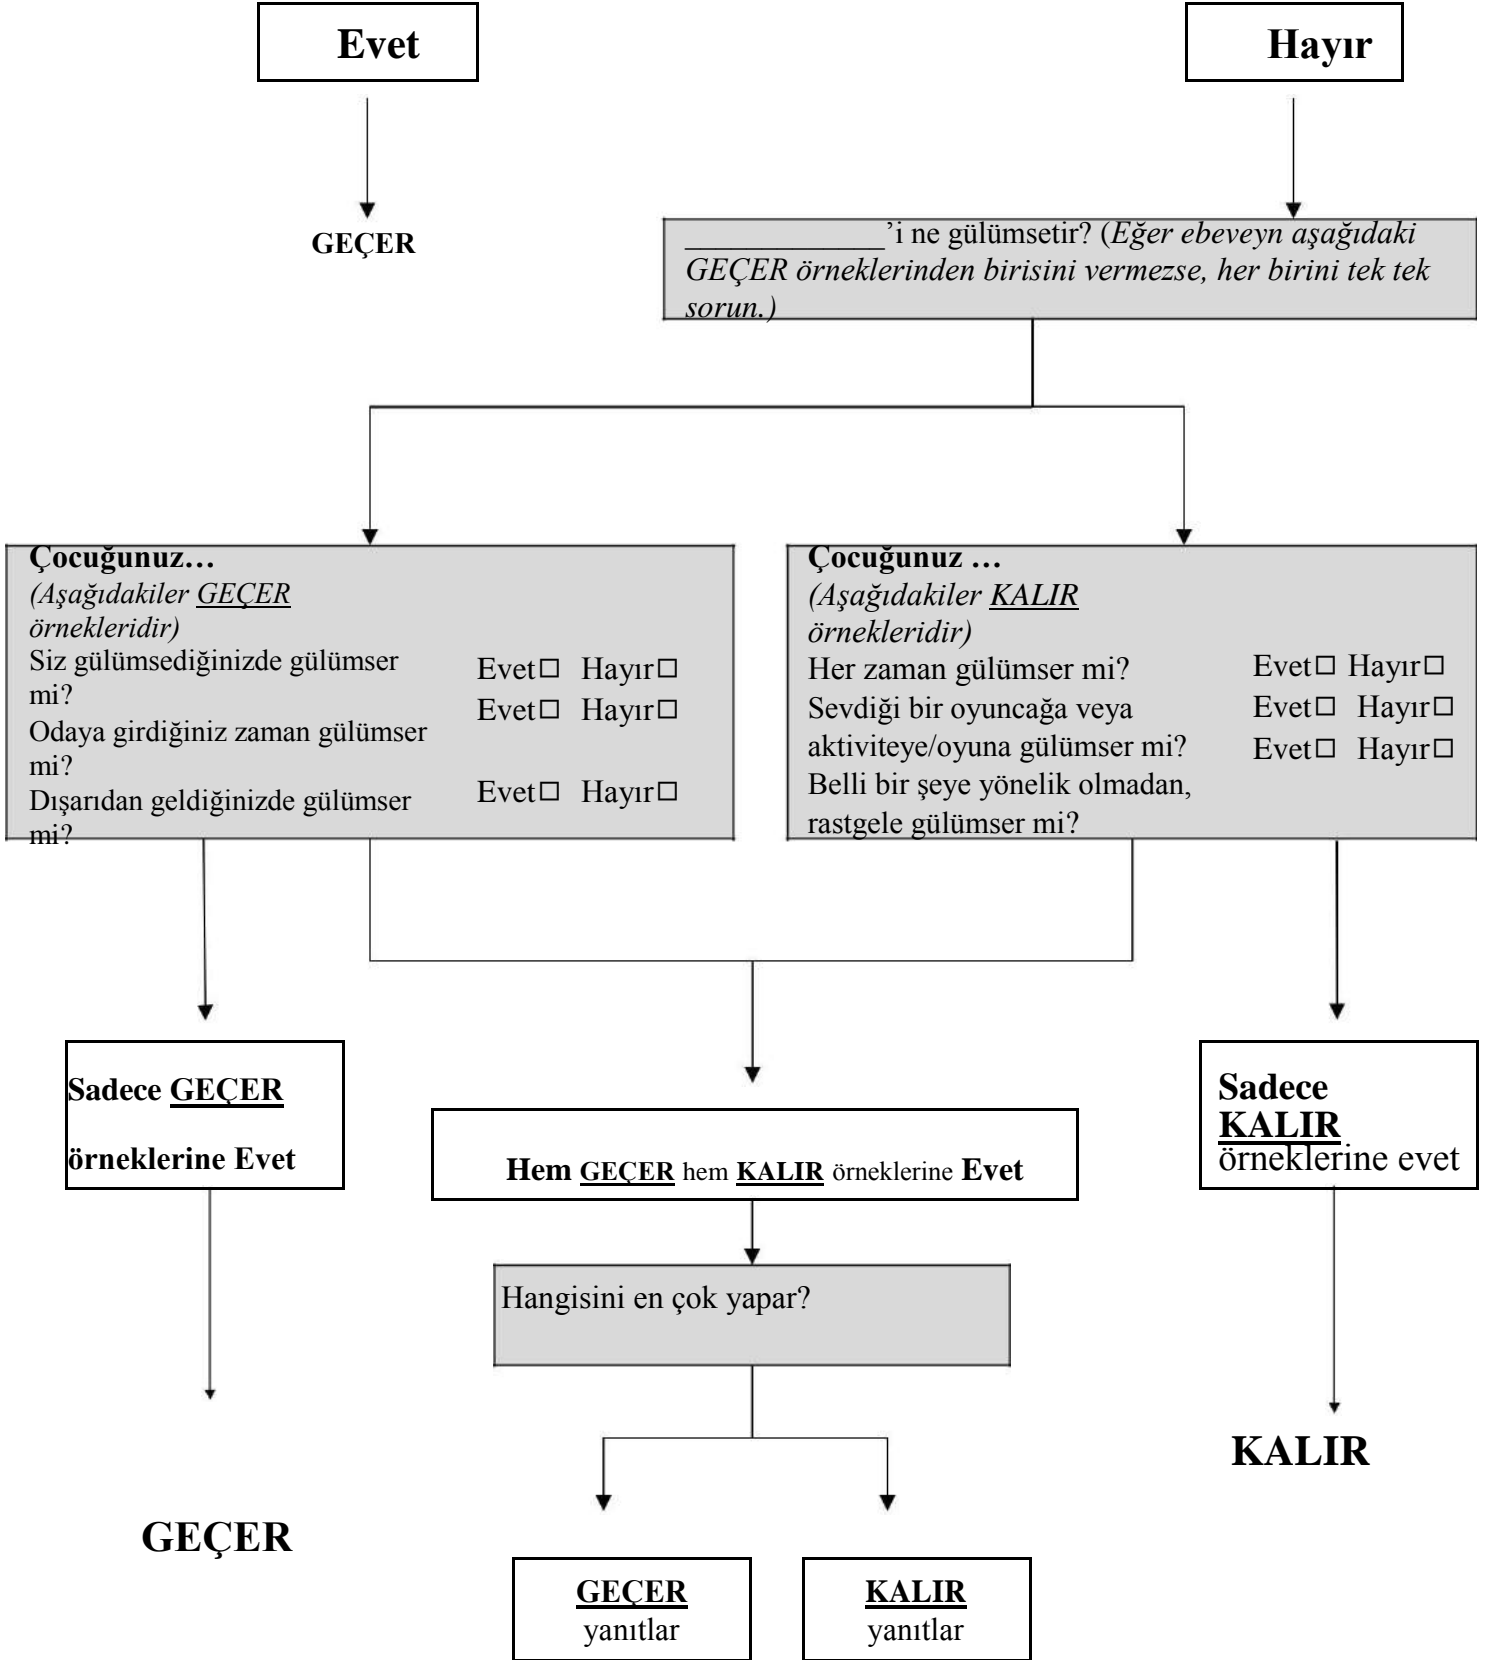 Evet
Hayır
GEÇER
_____________’i ne gülümsetir? (Eğer ebeveyn aşağıdaki
GEÇER örneklerinden birisini vermezse, her birini tek tek
sorun.)
Çocuğunuz…
(Aşağıdakiler GEÇER
örnekleridir)
Siz gülümsediğinizde gülümser
mi?
Odaya girdiğiniz zaman gülümser
mi?
Dışarıdan geldiğinizde gülümser
mi?
Evet□ Hayır□
Evet□ Hayır□
Evet□ Hayır□
Çocuğunuz …
(Aşağıdakiler KALIR
örnekleridir)
Her zaman gülümser mi?
Sevdiği bir oyuncağa veya
aktiviteye/oyuna gülümser mi?
Belli bir şeye yönelik olmadan,
rastgele gülümser mi?
Evet□ Hayır□
Evet□ Hayır□
Evet□ Hayır□
Sadece GEÇER
örneklerine Evet
Hem GEÇER hem KALIR örneklerine Evet
Sadece
KALIR
örneklerine evet
Hangisini en çok yapar?
KALIR
GEÇER
GEÇER
yanıtlar
KALIR
yanıtlar